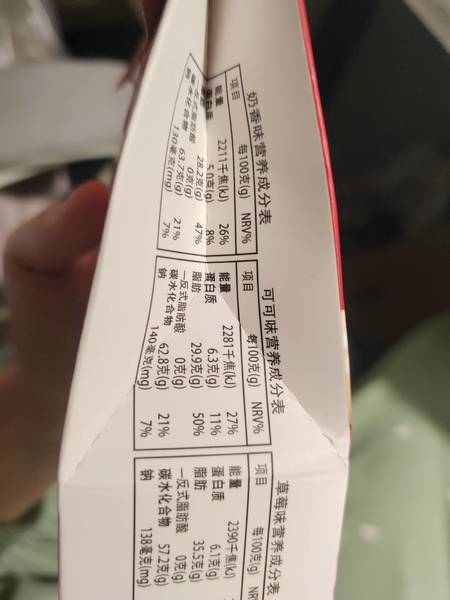 奶香味营养成分表
项目 每100克(g) NRV%
能量 2211千焦(kJ) 26%
蛋白质 5.0克(g) 8%
28.2克(g) 47%
脂肪酸 0克(g)
碳水化合物 63.7克(g) 21%
130毫克(mg) 7%
可可味营养成分表
项目 每100克(g) NRV%
能量 2281千焦(kJ) 27%
蛋白质 6.3克(g) 11%
脂肪 29.9克(g) 50%
一反式脂肪酸 0克(g)
碳水化合物 62.8克(g) 21%
钠 140毫克(mg) 7%
草莓味营养成分表
项目 每100克(g)
能量 2390千焦(kJ)
蛋白质 6.1克(g)
脂肪 35.5克(g)
一反式脂肪酸 0克(g)
碳水化合物 57.2克(g)
钠 138毫克(mg)